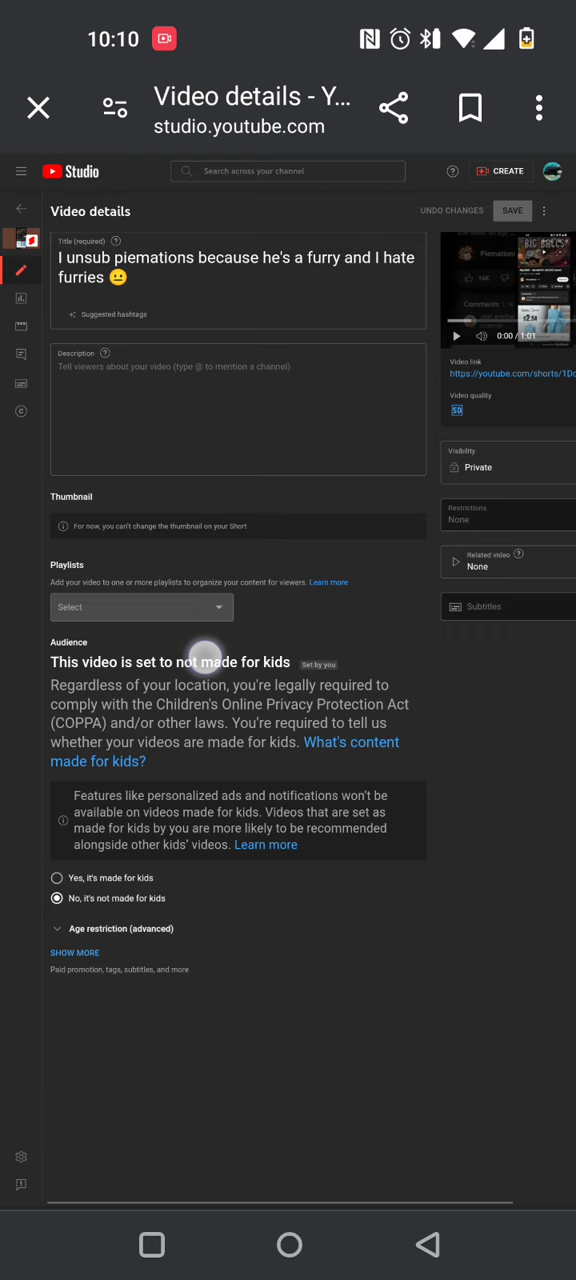 10:10
Video details - Y...
studio.youtube.com
Studio
Search across your channel
CREATE
Video details
UNDO CHANGES
SAVE
Title (required)
I unsub piemations because he's a furry and I hate
furries 😐
Suggested hashtags
Description
Tell viewers about your video (type @ to mention a channel)
Piemations
16K
Comments
$2.54
0:00 / 1:01
Video link
https://youtube.com/shorts/1Dc
Video quality
SD
Visibility
Private
Restrictions
None
Related video
None
Subtitles
Thumbnail
For now, you can't change the thumbnail on your Short
Playlists
Add your video to one or more playlists to organize your content for viewers. Learn more
Select
Audience
This video is set to not made for kids Set by you
Regardless of your location, you're legally required to
comply with the Children's Online Privacy Protection Act
(COPPA) and/or other laws. You're required to tell us
whether your videos are made for kids. What's content
made for kids?
Features like personalized ads and notifications won't be
available on videos made for kids. Videos that are set as
made for kids by you are more likely to be recommended
alongside other kids' videos. Learn more
Yes, it's made for kids
No, it's not made for kids
Age restriction (advanced)
SHOW MORE
Paid promotion, tags, subtitles, and more